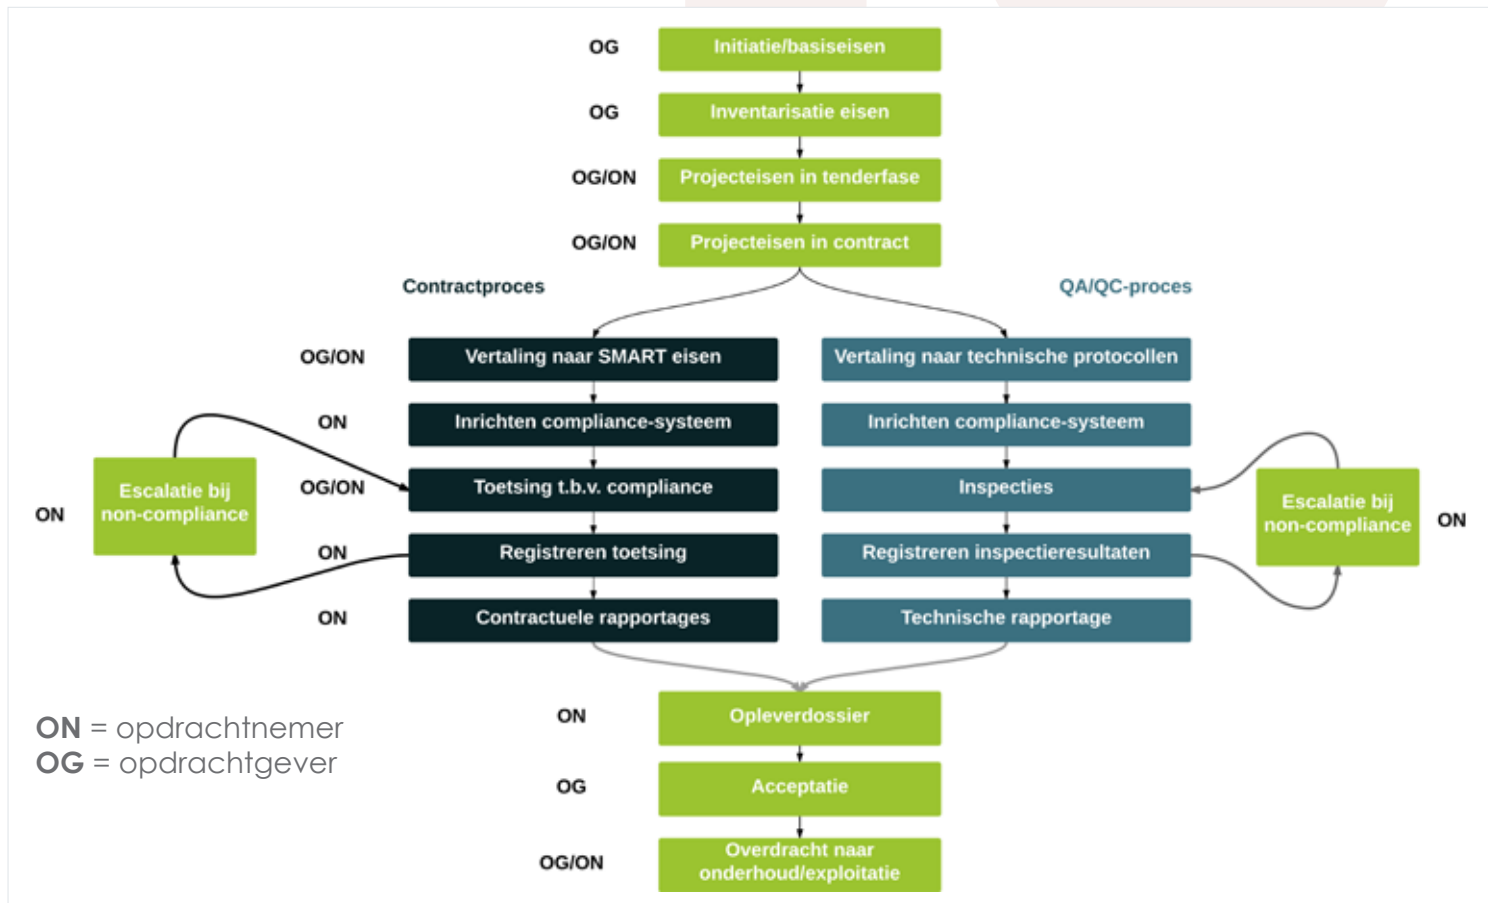 OG
Initiatie/basiseisen
OG
Inventarisatie eisen
OG/ON
Projecteisen in tenderfase
OG/ON
Projecteisen in contract
Contractproces
QA/QC-proces
OG/ON
Vertaling naar SMART eisen
Vertaling naar technische protocollen
ON
Inrichten compliance-systeem
Inrichten compliance-systeem
OG/ON
Toetsing t.b.v. compliance
Inspecties
ON
Escalatie bij
non-compliance
Escalatie bij
non-compliance
ON
ON
Registreren toetsing
Registreren inspectieresultaten
ON
Contractuele rapportages
Technische rapportage
ON
Opleverdossier
ON = opdrachtnemer
OG = opdrachtgever
OG
Acceptatie
OG/ON
Overdracht naar
onderhoud/exploitatie